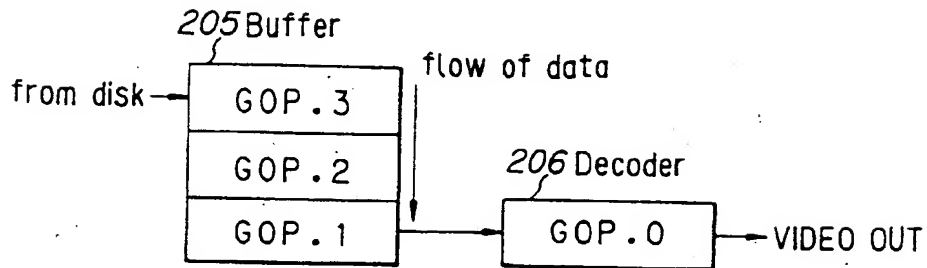 205 Buffer
flow of data
from disk
GOP.3
GOP.2
206 Decoder
GOP.1
GOP.0
VIDEO OUT